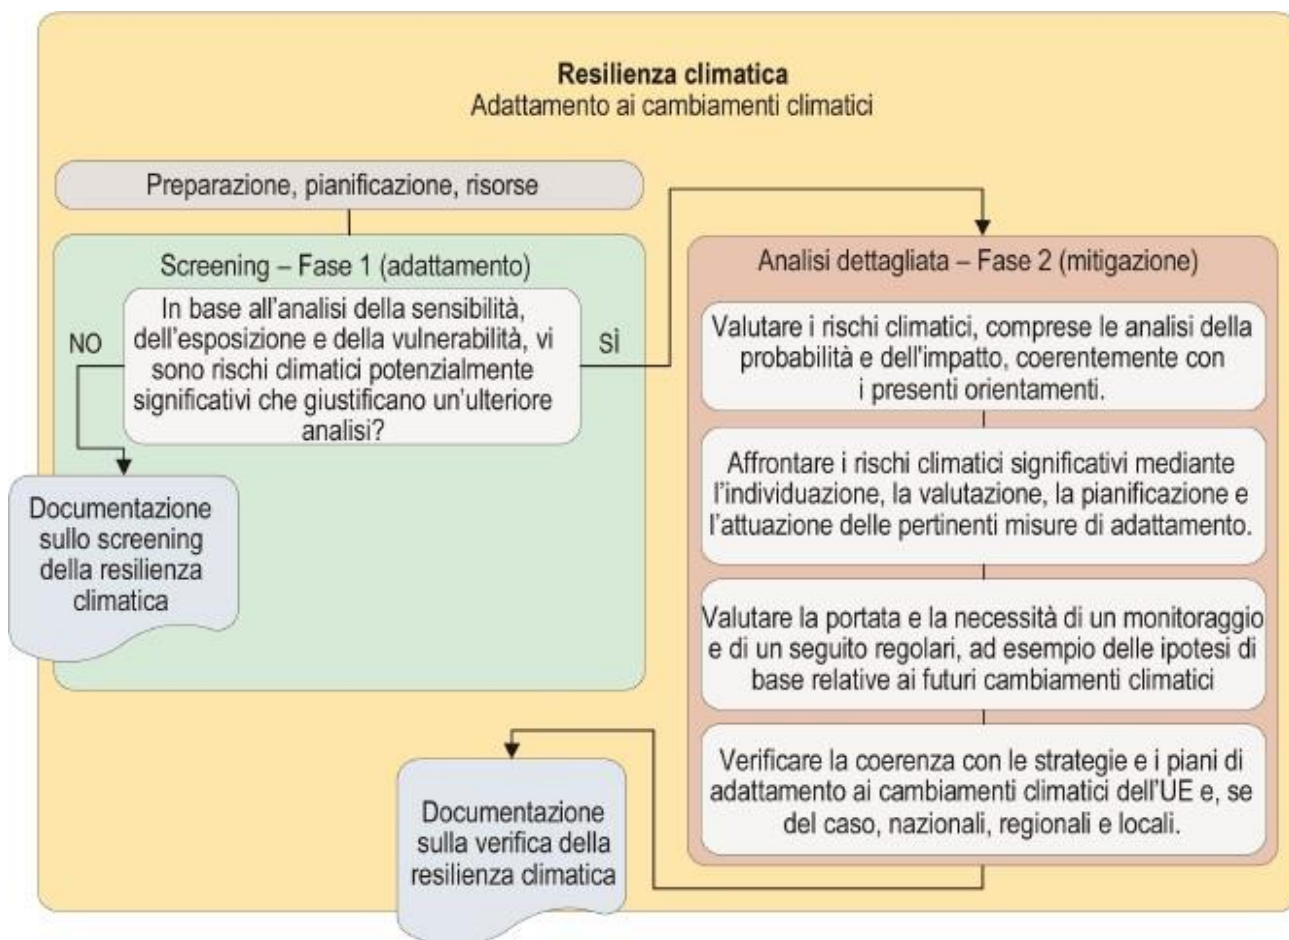 Resilienza climatica
Adattamento ai cambiamenti climatici
Preparazione, pianificazione, risorse
Screening – Fase 1 (adattamento)
In base all'analisi della sensibilità,
dell'esposizione e della vulnerabilità, vi
sono rischi climatici potenzialmente
significativi che giustificano un'ulteriore
analisi?
NO
SÌ
Documentazione
sullo screening
della resilienza
climatica
Analisi dettagliata – Fase 2 (mitigazione)
Valutare i rischi climatici, comprese le analisi della
probabilità e dell'impatto, coerentemente con
i presenti orientamenti.
Affrontare i rischi climatici significativi mediante
l'individuazione, la valutazione, la pianificazione e
l'attuazione delle pertinenti misure di adattamento.
Valutare la portata e la necessità di un monitoraggio
e di un seguito regolari, ad esempio delle ipotesi di
base relative ai futuri cambiamenti climatici
Verificare la coerenza con le strategie e i piani di
adattamento ai cambiamenti climatici dell'UE e, se
del caso, nazionali, regionali e locali.
Documentazione
sulla verifica della
resilienza climatica